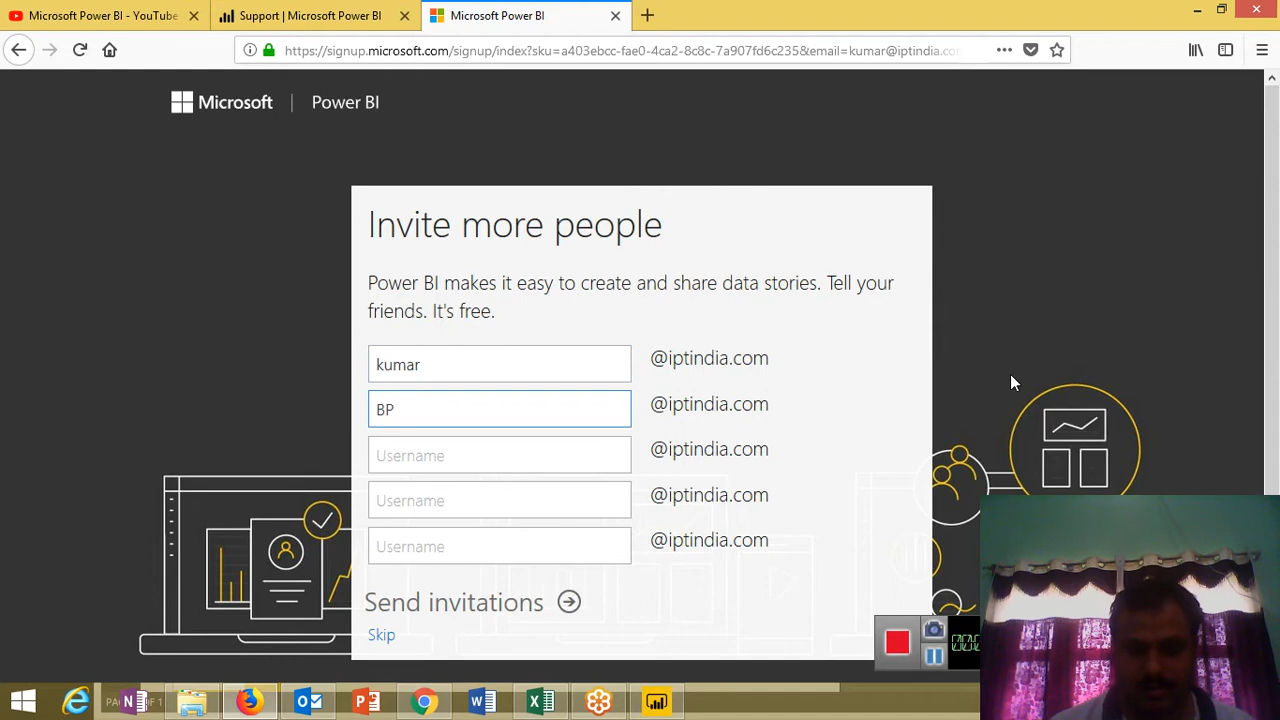 Microsoft Power BI - YouTube
Support | Microsoft Power BI
Microsoft Power BI
https://signup.microsoft.com/signup/index?sku=a403ebcc-fae0-4ca2-8c8c-7a907fd6c235&email=kumar@iptindia.co
Microsoft | Power BI
Invite more people
Power BI makes it easy to create and share data stories. Tell your
friends. It's free.
kumar @iptindia.com
BP @iptindia.com
Username @iptindia.com
Username @iptindia.com
Username @iptindia.com
Send invitations
Skip